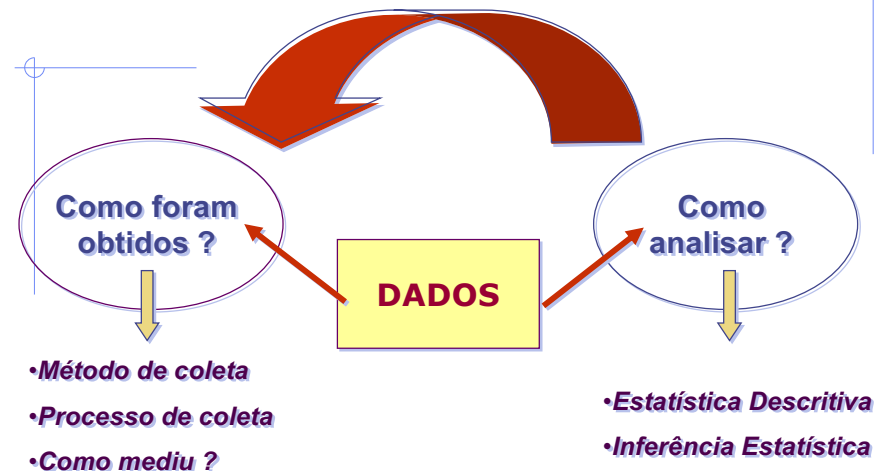 Como foram
obtidos ?
Como
analisar ?
DADOS
•Método de coleta
•Processo de coleta
•Como mediu ?
•Estatística Descritiva
•Inferência Estatística